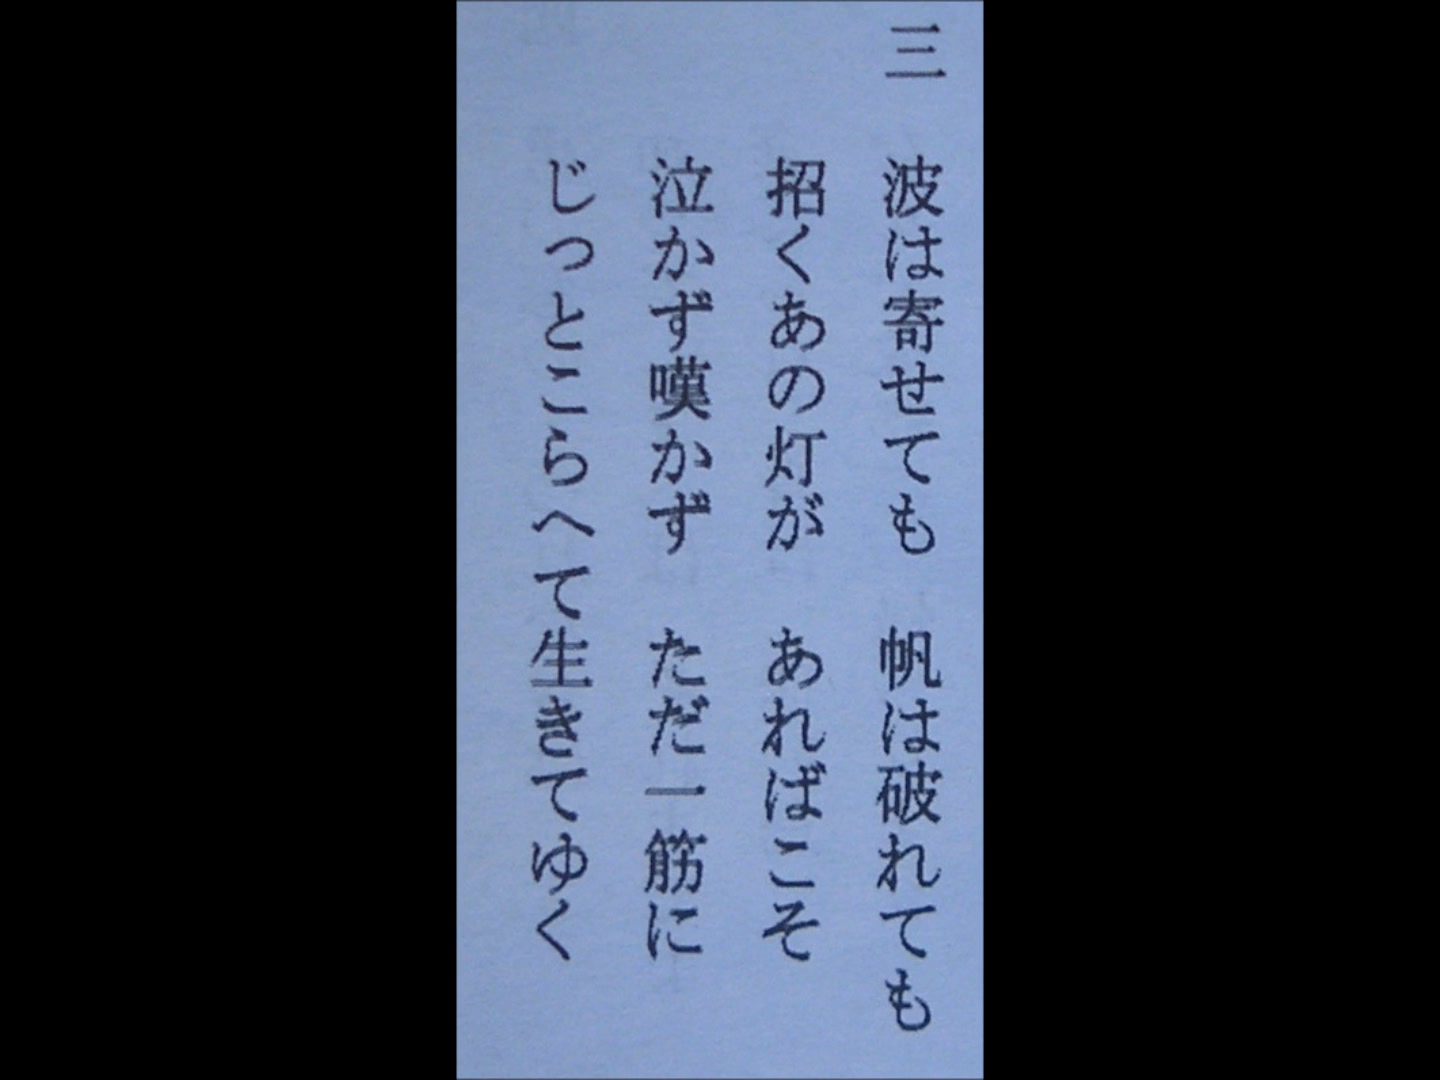 三　波は寄せても　帆は破れても
招くあの灯が　あればこそ
泣かず嘆かず　ただ一筋に
じっとこらへて生きてゆく